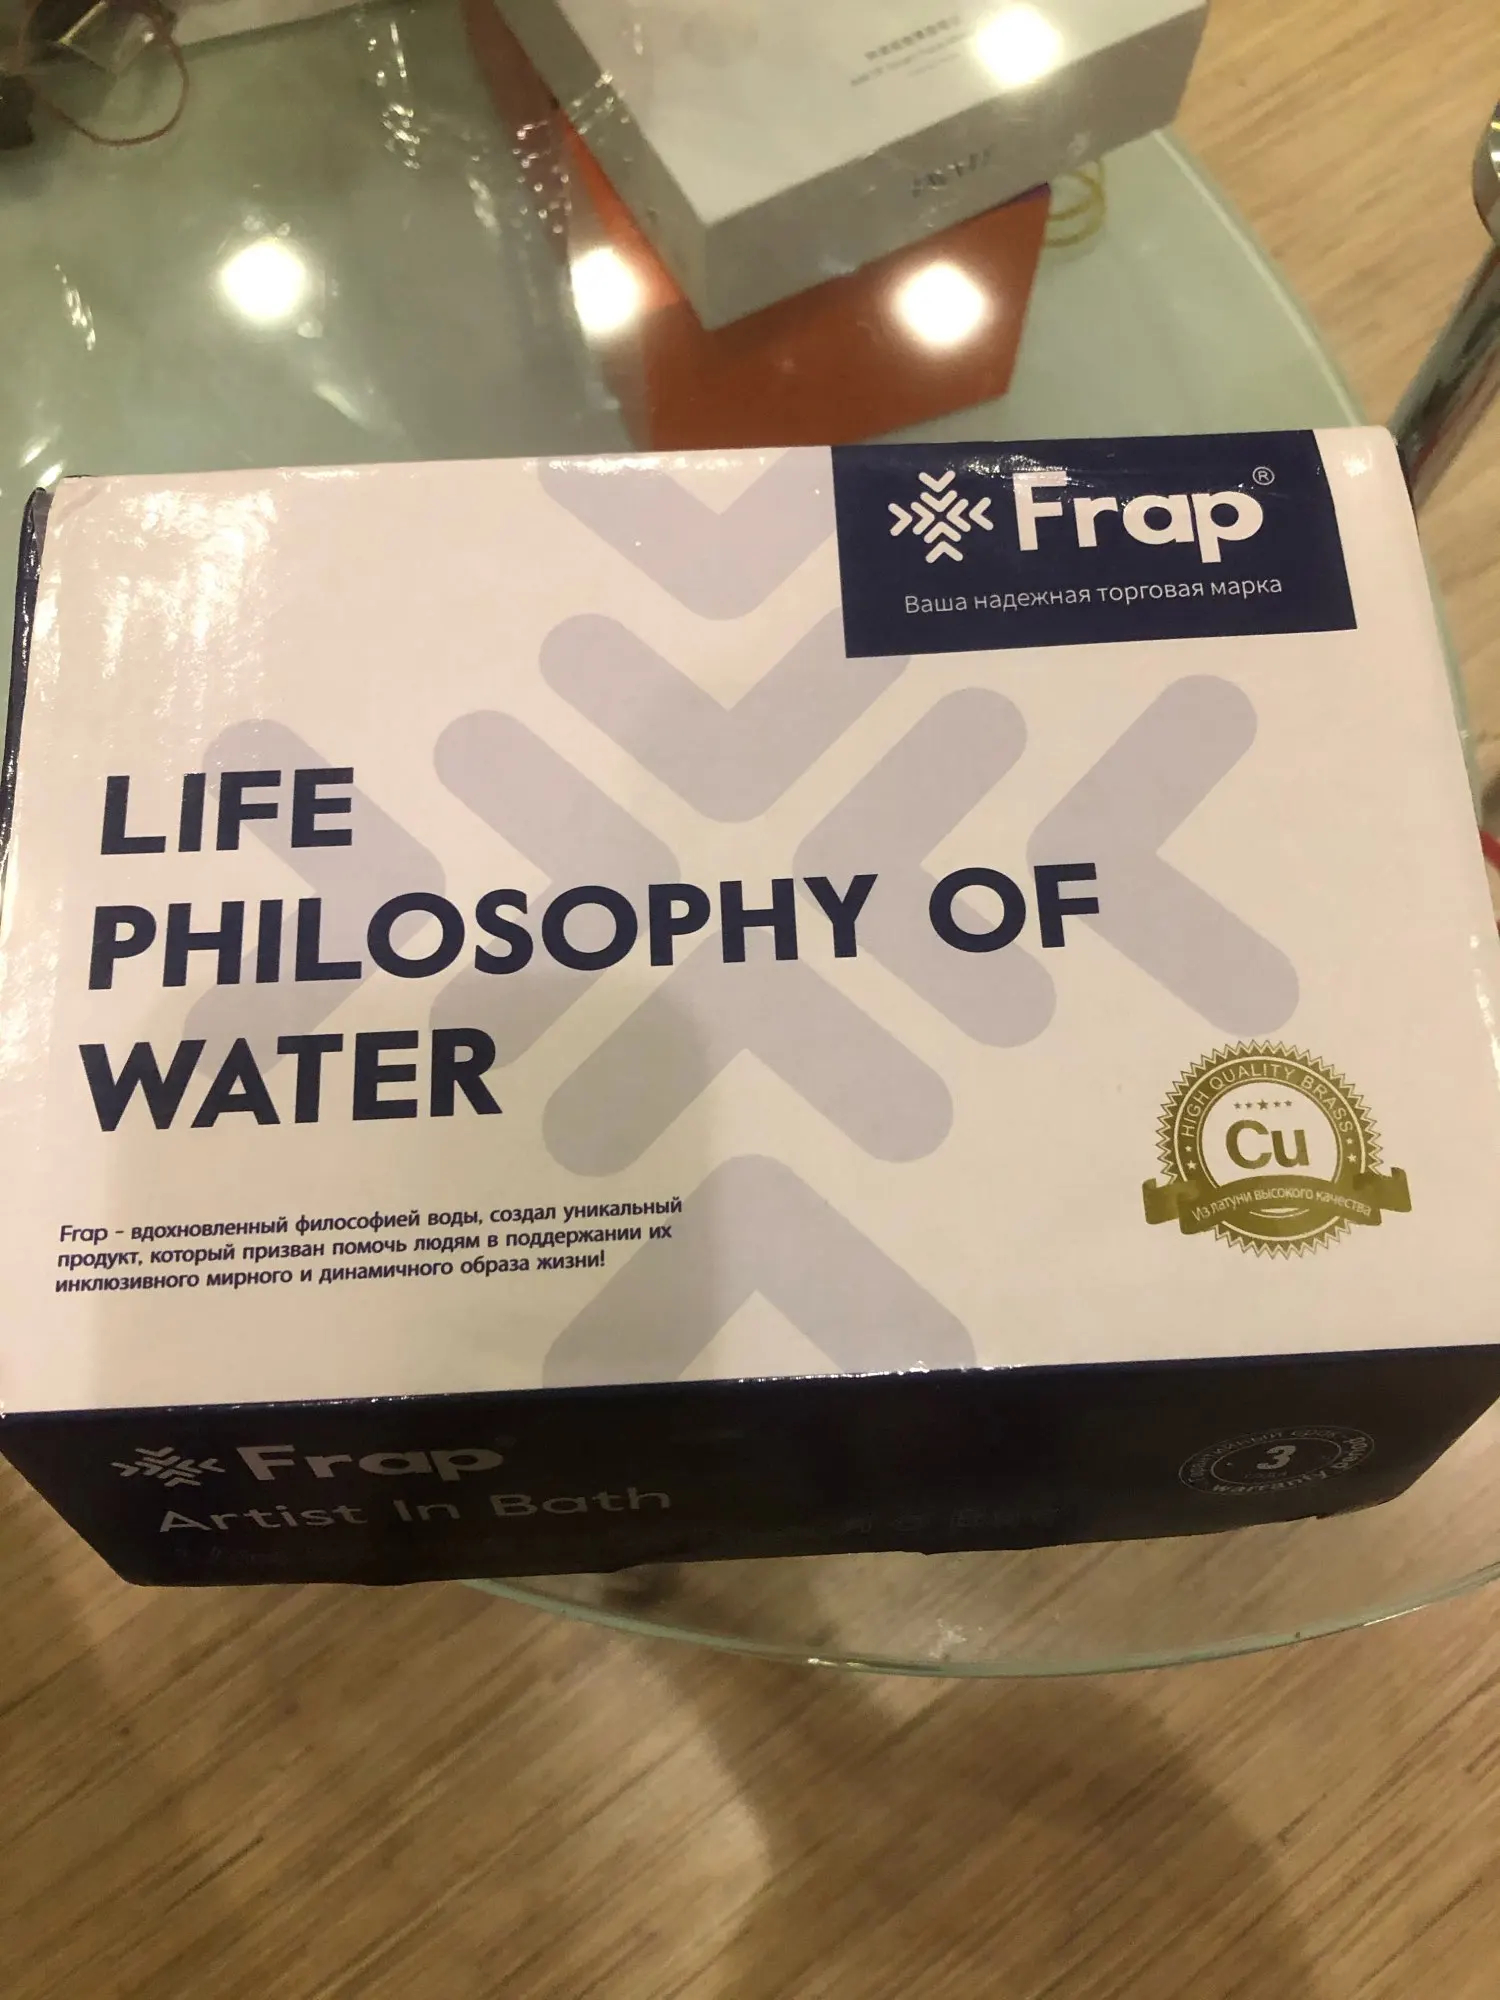 Frap®
Ваша надежная торговая марка
LIFE
PHILOSOPHY OF
WATER
HIGH QUALITY BRASS
Cu
Из латуни высокого качества
Frap - вдохновленный философией воды, создал уникальный
продукт, который призван помочь людям в поддержании их
инклюзивного мирного и динамичного образа жизни!
Frap
Artist In Bath
3
warranty period